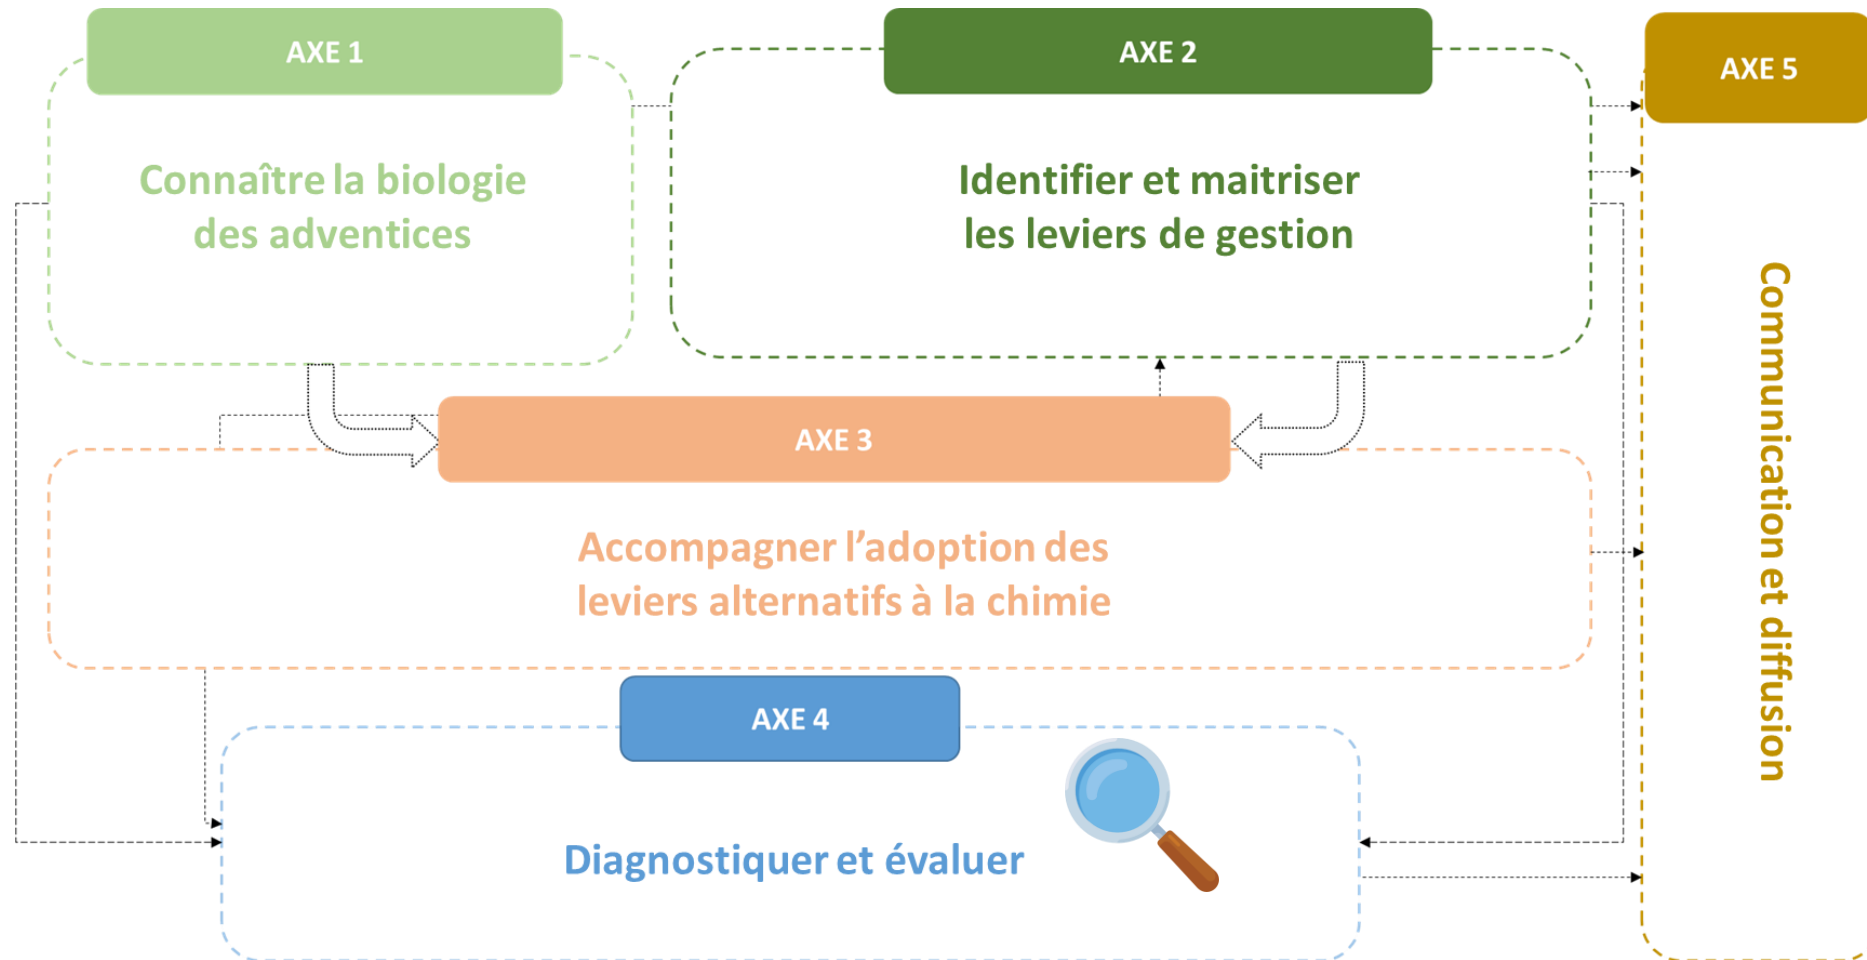 AXE 1
Connaître la biologie
des adventices
AXE 2
Identifier et maitriser
les leviers de gestion
AXE 3
Accompagner l’adoption des
leviers alternatifs à la chimie
AXE 4
Diagnostiquer et évaluer
AXE 5
Communication et diffusion